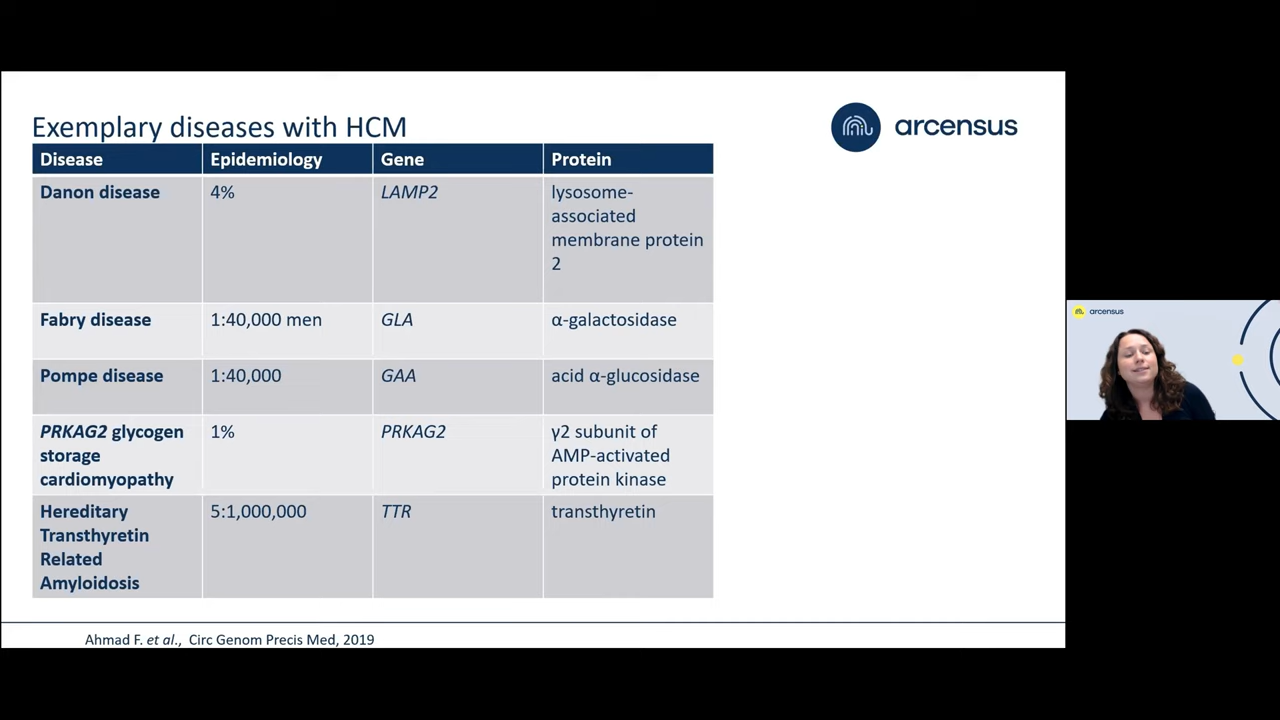 Exemplary diseases with HCM
arcensus
Disease Epidemiology Gene Protein
Danon disease 4% LAMP2 lysosome-
associated
membrane protein
2
Fabry disease 1:40,000 men GLA α-galactosidase
Pompe disease 1:40,000 GAA acid α-glucosidase
PRKAG2 glycogen 1% PRKAG2 γ2 subunit of
storage AMP-activated
cardiomyopathy protein kinase
Hereditary 5:1,000,000 TTR transthyretin
Transthyretin
Related
Amyloidosis
Ahmad F. et al., Circ Genom Precis Med, 2019
arcensus